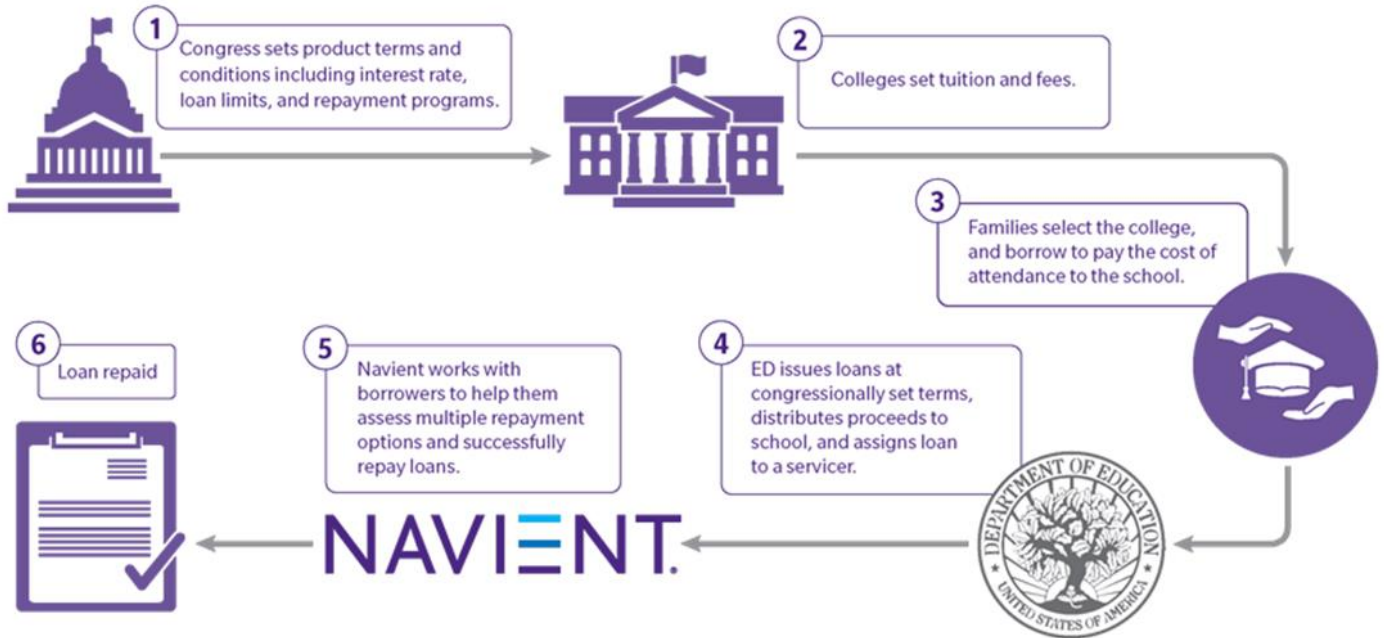 1
Congress sets product terms and
conditions including interest rate,
loan limits, and repayment programs.
2
Colleges set tuition and fees.
3
Families select the college,
and borrow to pay the cost of
attendance to the school.
4
ED issues loans at
congressionally set terms,
distributes proceeds to
school, and assigns loan
to a servicer.
DEPARTMENT OF EDUCATION
UNITED STATES OF AMERICA
5
Navient works with
borrowers to help them
assess multiple repayment
options and successfully
repay loans.
NAVIENT.
6
Loan repaid